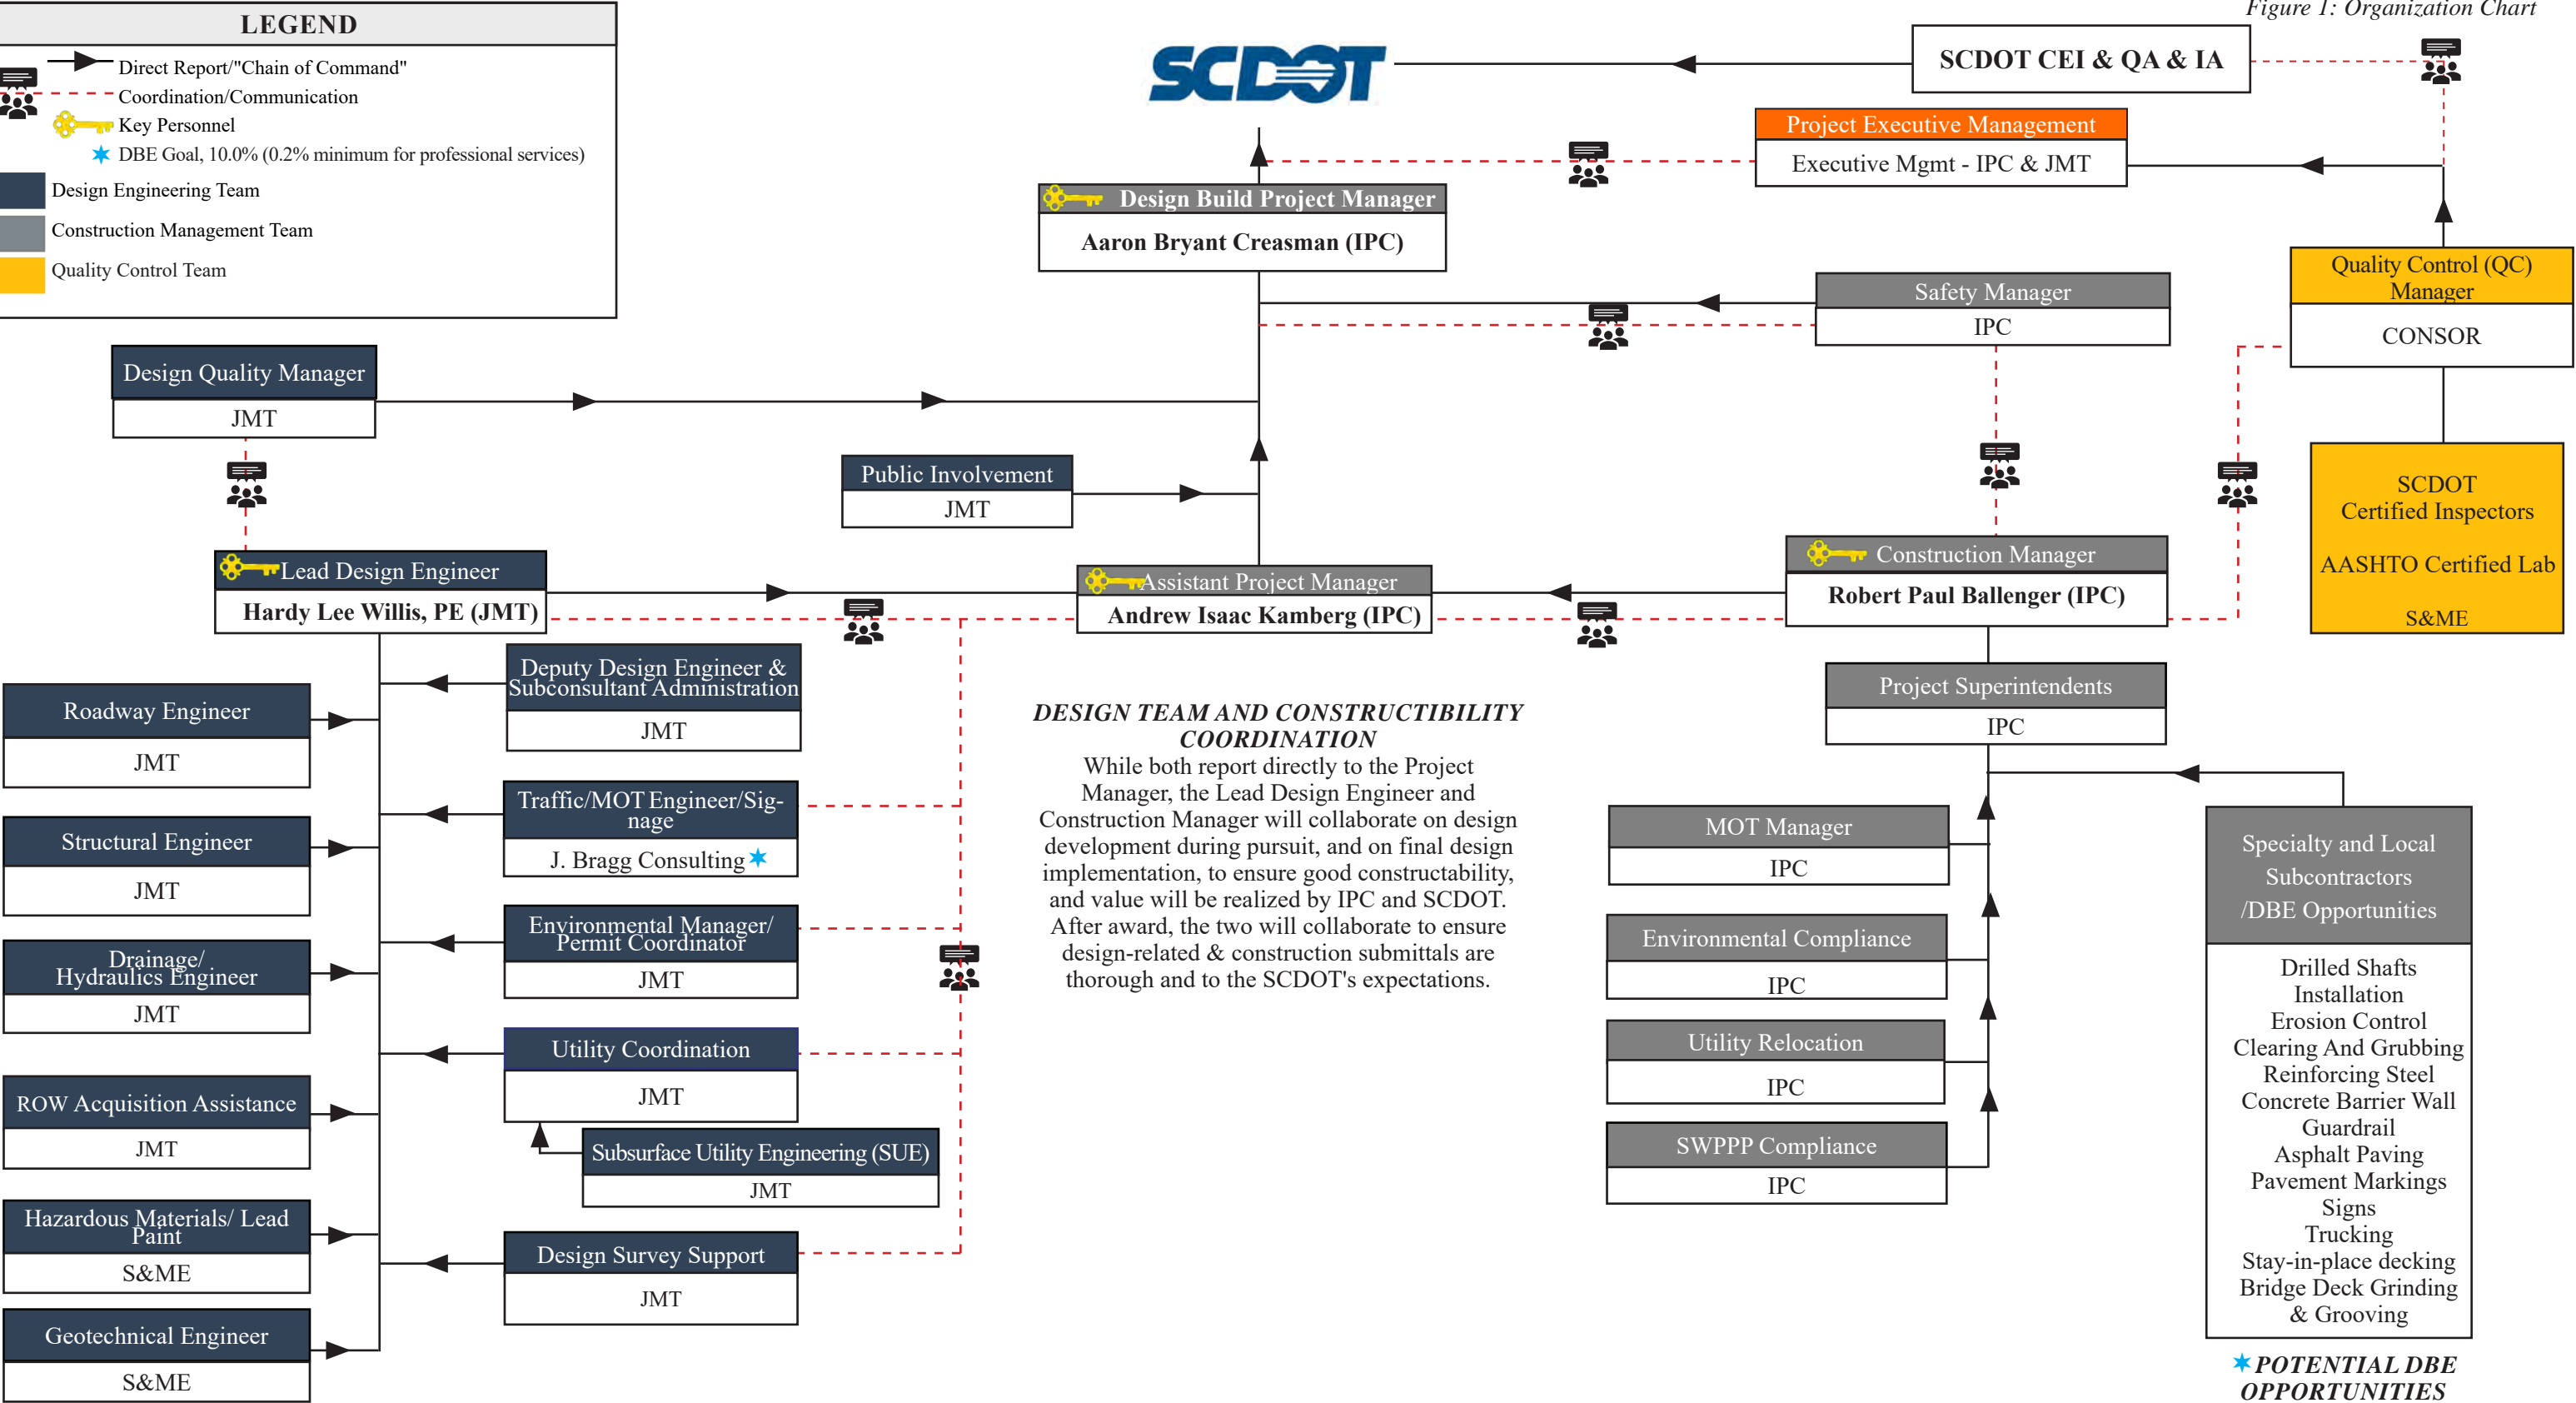 Figure 1: Organization Chart
LEGEND
Direct Report/"Chain of Command"
Coordination/Communication
Key Personnel
DBE Goal, 10.0% (0.2% minimum for professional services)
Design Engineering Team
Construction Management Team
Quality Control Team
SCDOT
SCDOT CEI & QA & IA
Project Executive Management
Executive Mgmt - IPC & JMT
Design Build Project Manager
Aaron Bryant Creasman (IPC)
Safety Manager
IPC
Quality Control (QC)
Manager
CONSOR
Design Quality Manager
JMT
Public Involvement
JMT
SCDOT
Certified Inspectors
AASHTO Certified Lab
S&ME
Lead Design Engineer
Hardy Lee Willis, PE (JMT)
Assistant Project Manager
Andrew Isaac Kamberg (IPC)
Construction Manager
Robert Paul Ballenger (IPC)
Roadway Engineer
JMT
Structural Engineer
JMT
Drainage/
Hydraulics Engineer
JMT
ROW Acquisition Assistance
JMT
Hazardous Materials/ Lead
Paint
S&ME
Geotechnical Engineer
S&ME
Deputy Design Engineer &
Subconsultant Administration
JMT
Traffic/MOT Engineer/Sig-
nage
J. Bragg Consulting
Environmental Manager/
Permit Coordinator
JMT
Utility Coordination
JMT
Subsurface Utility Engineering (SUE)
JMT
Design Survey Support
JMT
DESIGN TEAM AND CONSTRUCTIBILITY
COORDINATION
While both report directly to the Project
Manager, the Lead Design Engineer and
Construction Manager will collaborate on design
development during pursuit, and on final design
implementation, to ensure good constructability,
and value will be realized by IPC and SCDOT.
After award, the two will collaborate to ensure
design-related & construction submittals are
thorough and to the SCDOT's expectations.
Project Superintendents
IPC
MOT Manager
IPC
Environmental Compliance
IPC
Utility Relocation
IPC
SWPPP Compliance
IPC
Specialty and Local
Subcontractors
/DBE Opportunities
Drilled Shafts
Installation
Erosion Control
Clearing And Grubbing
Reinforcing Steel
Concrete Barrier Wall
Guardrail
Asphalt Paving
Pavement Markings
Signs
Trucking
Stay-in-place decking
Bridge Deck Grinding
& Grooving
POTENTIAL DBE
OPPORTUNITIES